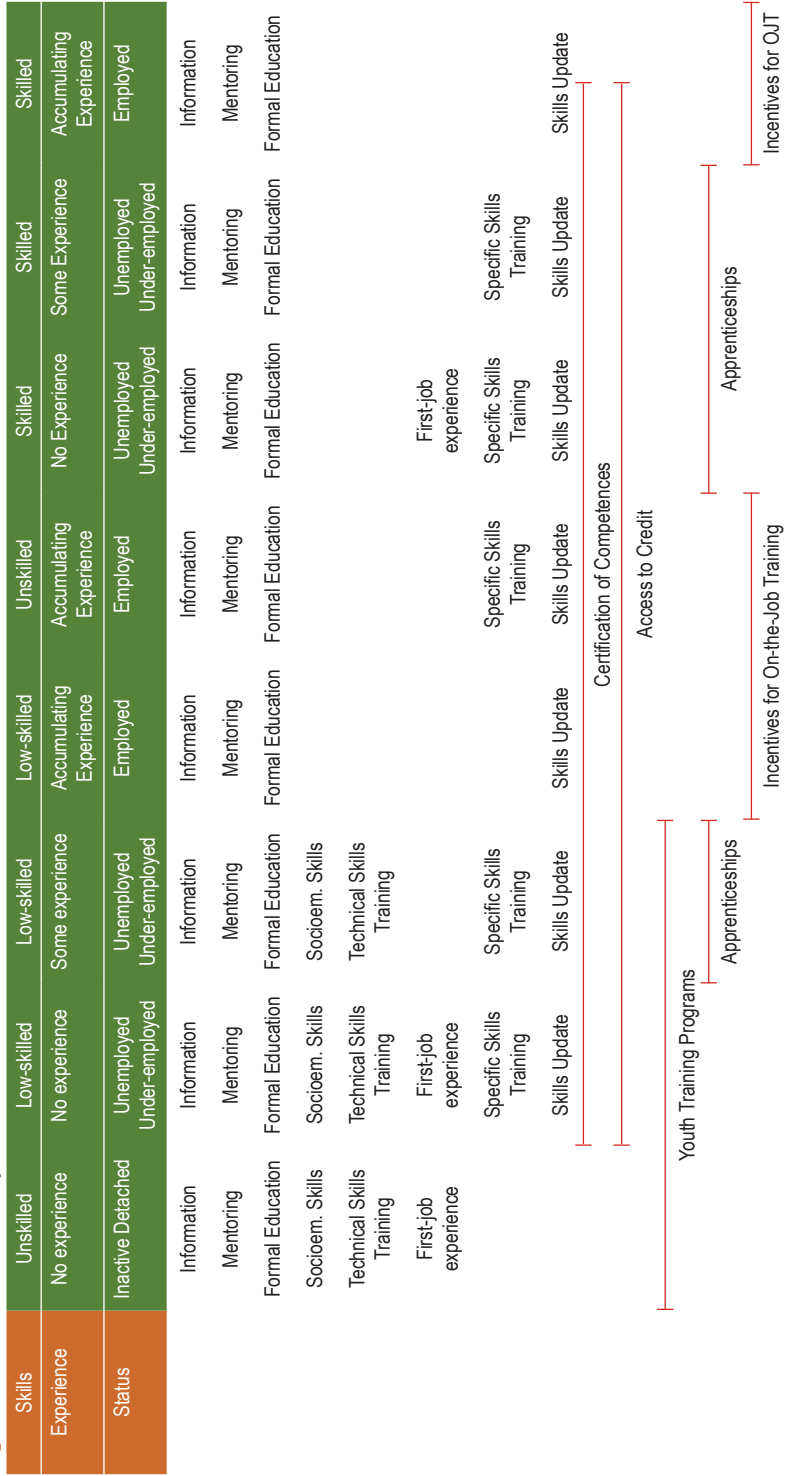 Skills
Unskilled
Low-skilled
Low-skilled
Low-skilled
Unskilled
Skilled
Skilled
Skilled
Experience
No experience
No experience
Some experience
Accumulating
Experience
Accumulating
Experience
No Experience
Some Experience
Accumulating
Experience
Status
Inactive Detached
Unemployed
Under-employed
Unemployed
Under-employed
Employed
Employed
Unemployed
Under-employed
Unemployed
Under-employed
Employed
Information
Information
Information
Information
Information
Information
Information
Information
Mentoring
Mentoring
Mentoring
Mentoring
Mentoring
Mentoring
Mentoring
Mentoring
Formal Education
Formal Education
Formal Education
Formal Education
Formal Education
Formal Education
Formal Education
Formal Education
Socioem. Skills
Socioem. Skills
Socioem. Skills
Technical Skills
Training
Technical Skills
Training
Technical Skills
Training
First-job
experience
First-job
experience
First-job
experience
Specific Skills
Training
Specific Skills
Training
Specific Skills
Training
Specific Skills
Training
Specific Skills
Training
Skills Update
Skills Update
Skills Update
Skills Update
Skills Update
Skills Update
Skills Update
Certification of Competences
Access to Credit
Youth Training Programs
Apprenticeships
Apprenticeships
Incentives for On-the-Job Training
Incentives for OJT